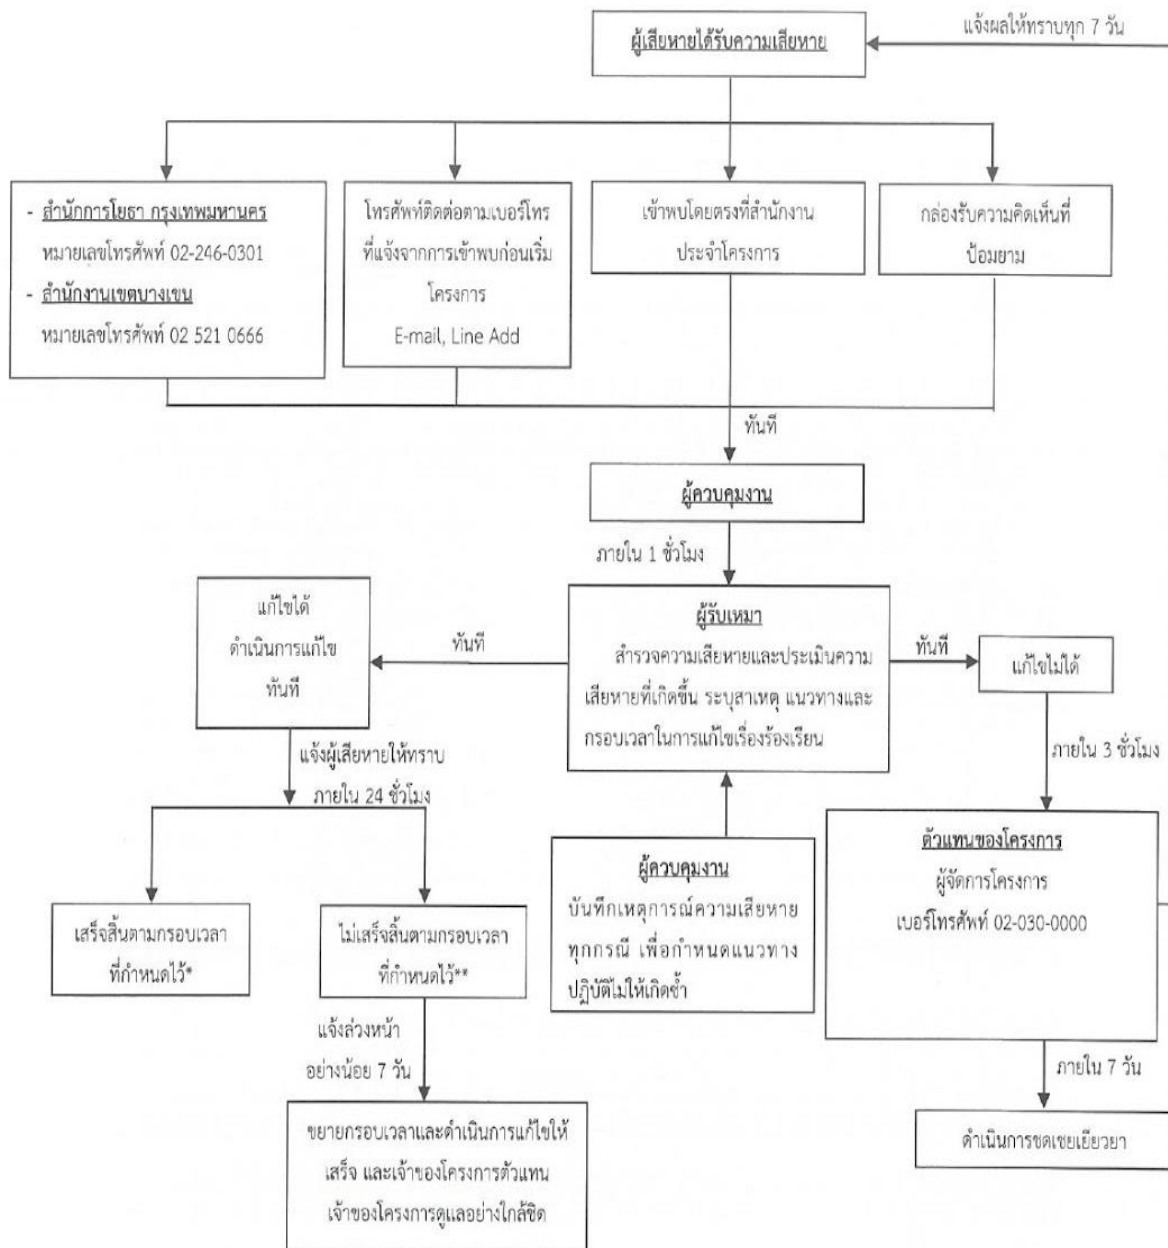 แจ้งผลให้ทราบทุก 7 วัน
ผู้เสียหายได้รับความเสียหาย
- สำนักการโยธา กรุงเทพมหานคร
หมายเลขโทรศัพท์ 02-246-0301
- สำนักงานเขตบางเขน
หมายเลขโทรศัพท์ 02 521 0666
โทรศัพท์ติดต่อตามเบอร์โทร
ที่แจ้งจากการเข้าพบก่อนเริ่ม
โครงการ
E-mail, Line Add
เข้าพบโดยตรงที่สำนักงาน
ประจำโครงการ
กล่องรับความคิดเห็นที่
ป้อมยาม
ทันที
ผู้ควบคุมงาน
ภายใน 1 ชั่วโมง
แก้ไขได้
ดำเนินการแก้ไข
ทันที
ทันที
ผู้รับเหมา
สำรวจความเสียหายและประเมินความ
เสียหายที่เกิดขึ้น ระบุสาเหตุ แนวทางและ
กรอบเวลาในการแก้ไขเรื่องร้องเรียน
ทันที
แก้ไขไม่ได้
แจ้งผู้เสียหายให้ทราบ
ภายใน 24 ชั่วโมง
ภายใน 3 ชั่วโมง
เสร็จสิ้นตามกรอบเวลา
ที่กำหนดไว้*
ไม่เสร็จสิ้นตามกรอบเวลา
ที่กำหนดไว้**
ผู้ควบคุมงาน
บันทึกเหตุการณ์ความเสียหาย
ทุกกรณี เพื่อกำหนดแนวทาง
ปฏิบัติไม่ให้เกิดซ้ำ
ตัวแทนของโครงการ
ผู้จัดการโครงการ
เบอร์โทรศัพท์ 02-030-0000
แจ้งล่วงหน้า
อย่างน้อย 7 วัน
ภายใน 7 วัน
ขยายกรอบเวลาและดำเนินการแก้ไขให้
เสร็จ และเจ้าของโครงการตัวแทน
เจ้าของโครงการดูแลอย่างใกล้ชิด
ดำเนินการชดเชยเยียวยา